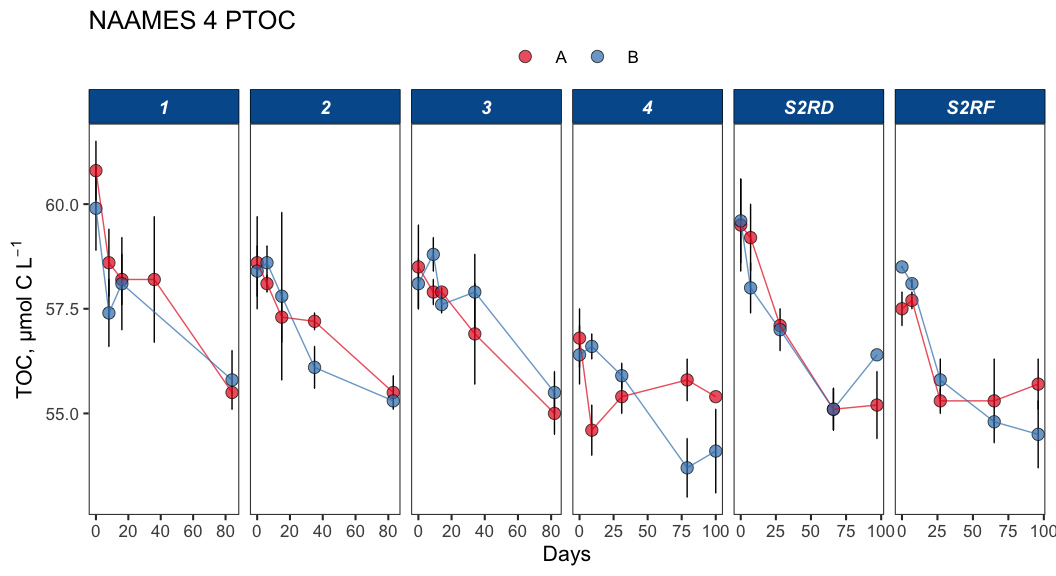 NAAMES 4 PTOC
A B
1 2 3 4 S2RD S2RF
60.0
57.5
55.0
TOC, μmol C L⁻¹
0 20 40 60 80 0 20 40 60 80 0 20 40 60 80 0 25 50 75 100 0 25 50 75 100 0 25 50 75 100
Days